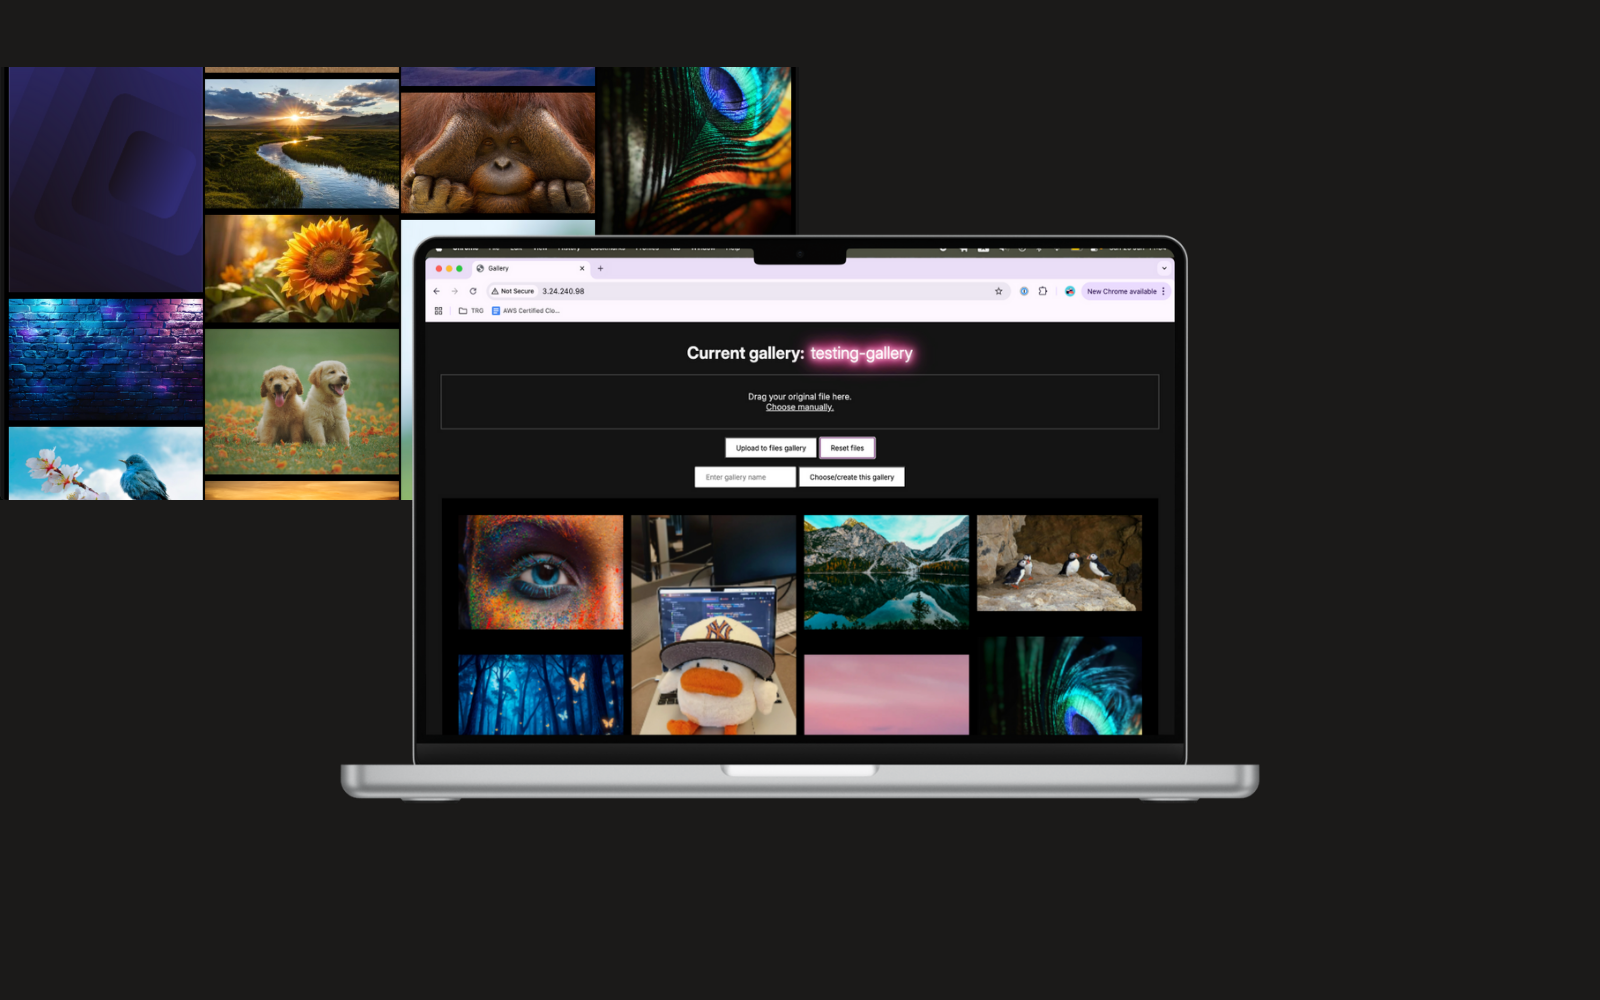 Gallery
Not Secure 3.24.240.98
New Chrome available
TRG AWS Certified Clo...
Current gallery: testing-gallery
Drag your original file here.
Choose manually.
Upload to files gallery Reset files
Enter gallery name Choose/create this gallery
NY